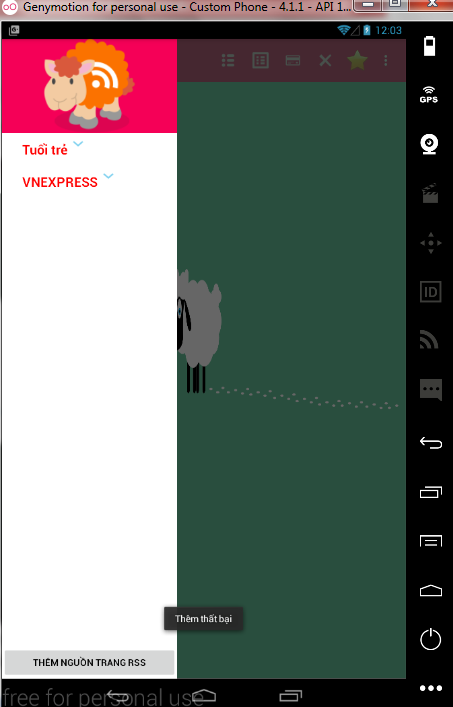 Genymotion for personal use - Custom Phone - 4.1.1 - API 1...
12:03
GPS
Tuổi trẻ
VNEXPRESS
ID
Thêm thất bại
THÊM NGUỒN TRANG RSS
free for personal use